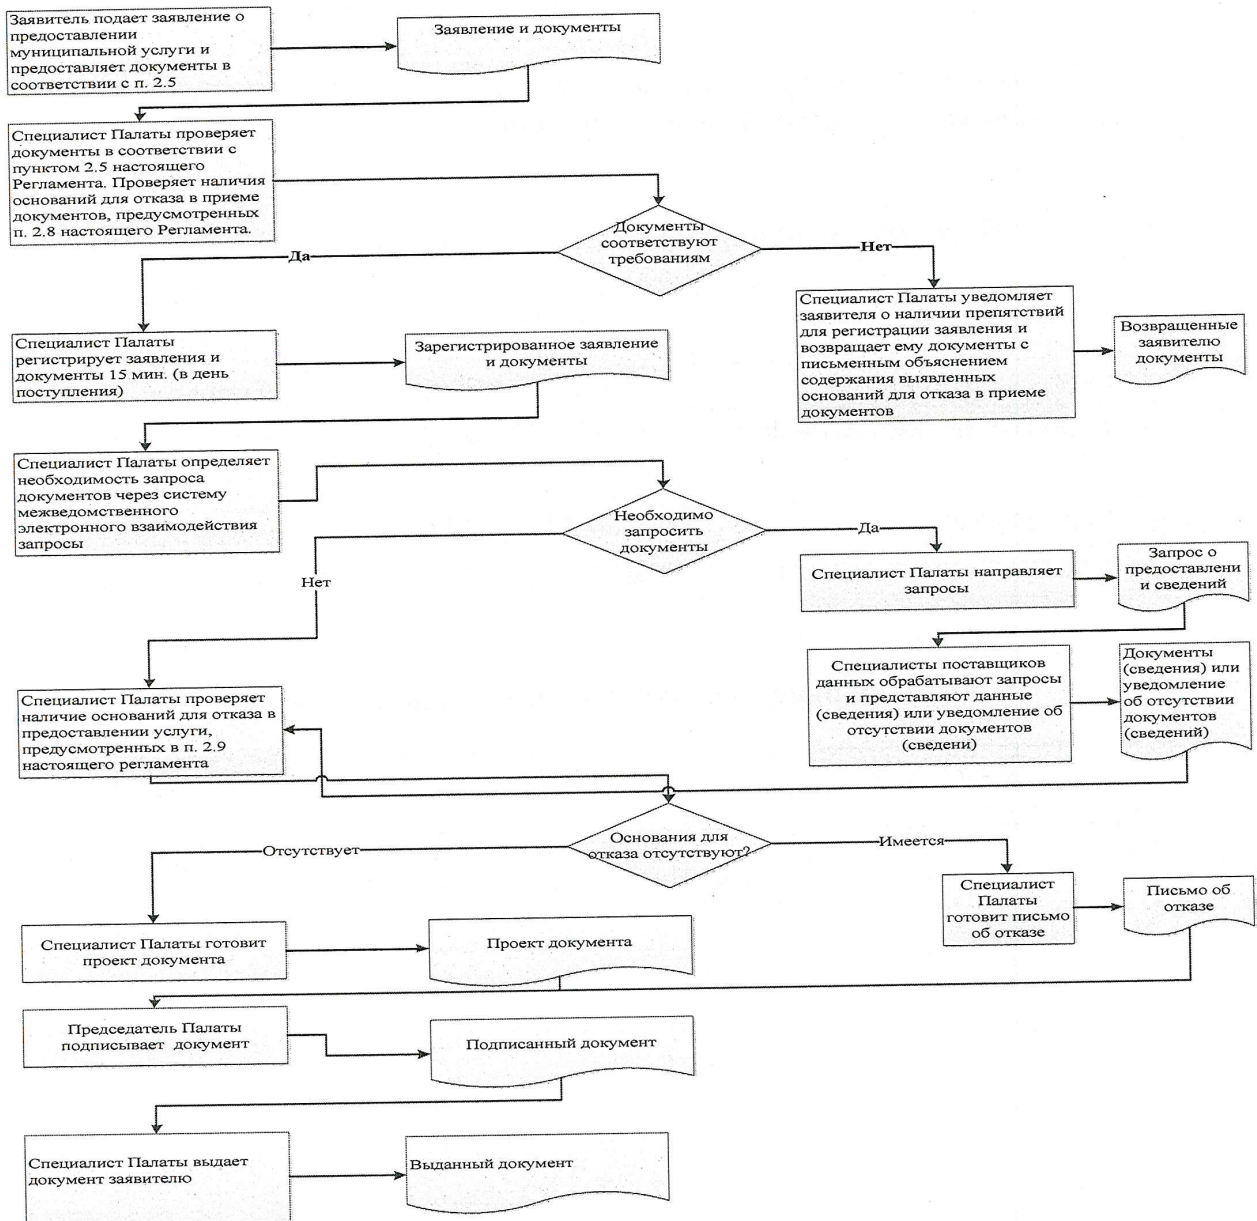 Заявитель подает заявление о
предоставлении
муниципальной услуги и
предоставляет документы в
соответствии с п. 2.5
Заявление и документы
Специалист Палаты проверяет
документы в соответствии с
пунктом 2.5 настоящего
Регламента. Проверяет наличия
оснований для отказа в приеме
документов, предусмотренных
п. 2.8 настоящего Регламента.
Документы
соответствуют
требованиям
Да
Нет
Специалист Палаты уведомляет
заявителя о наличии препятствий
для регистрации заявления и
возвращает ему документы с
письменным объяснением
содержания выявленных
оснований для отказа в приеме
документов
Возвращенные
заявителю
документы
Специалист Палаты
регистрирует заявления и
документы 15 мин. (в день
поступления)
Зарегистрированное заявление
и документы
Специалист Палаты определяет
необходимость запроса
документов через систему
межведомственного
электронного взаимодействия
запросы
Необходимо
запросить
документы
Да
Нет
Специалист Палаты направляет
запросы
Запрос о
предоставлени
и сведений
Специалисты поставщиков
данных обрабатывают запросы
и представляют данные
(сведения) или уведомление об
отсутствии документов
(сведени)
Документы
(сведения) или
уведомление
об отсутствии
документов
(сведений)
Специалист Палаты проверяет
наличие оснований для отказа в
предоставлении услуги,
предусмотренных в п. 2.9
настоящего регламента
Основания для
отказа отсутствуют?
Отсутствует
Имеется
Специалист
Палаты
готовит письмо
об отказе
Письмо об
отказе
Специалист Палаты готовит
проект документа
Проект документа
Председатель Палаты
подписывает документ
Подписанный документ
Специалист Палаты выдает
документ заявителю
Выданный документ